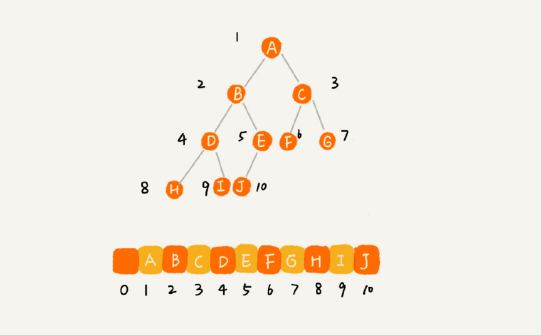 1 A
2 B C 3
4 D 5 E F 6 G 7
8 H 9 I J 10
A B C D E F G H I J
0 1 2 3 4 5 6 7 8 9 10